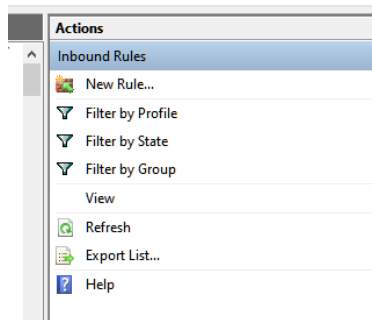 Actions
Inbound Rules
New Rule...
Filter by Profile
Filter by State
Filter by Group
View
Refresh
Export List...
Help